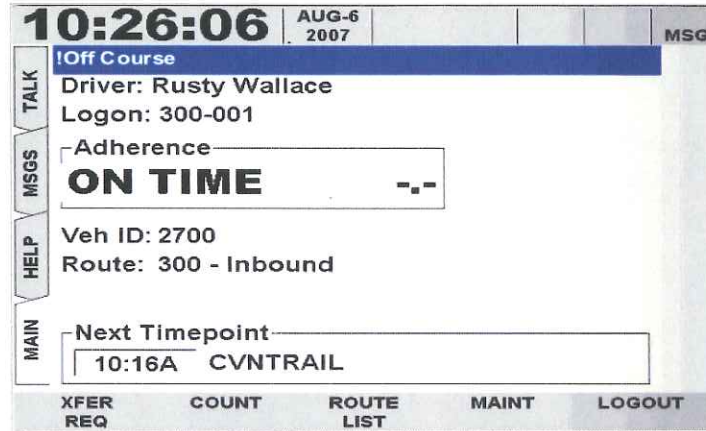 10:26:06 AUG-6 2007 MSG
!Off Course
Driver: Rusty Wallace
Logon: 300-001
Adherence
ON TIME -.-
Veh ID: 2700
Route: 300 - Inbound
Next Timepoint
10:16A CVNTRAIL
TALK
MSGS
HELP
MAIN
XFER REQ COUNT ROUTE LIST MAINT LOGOUT